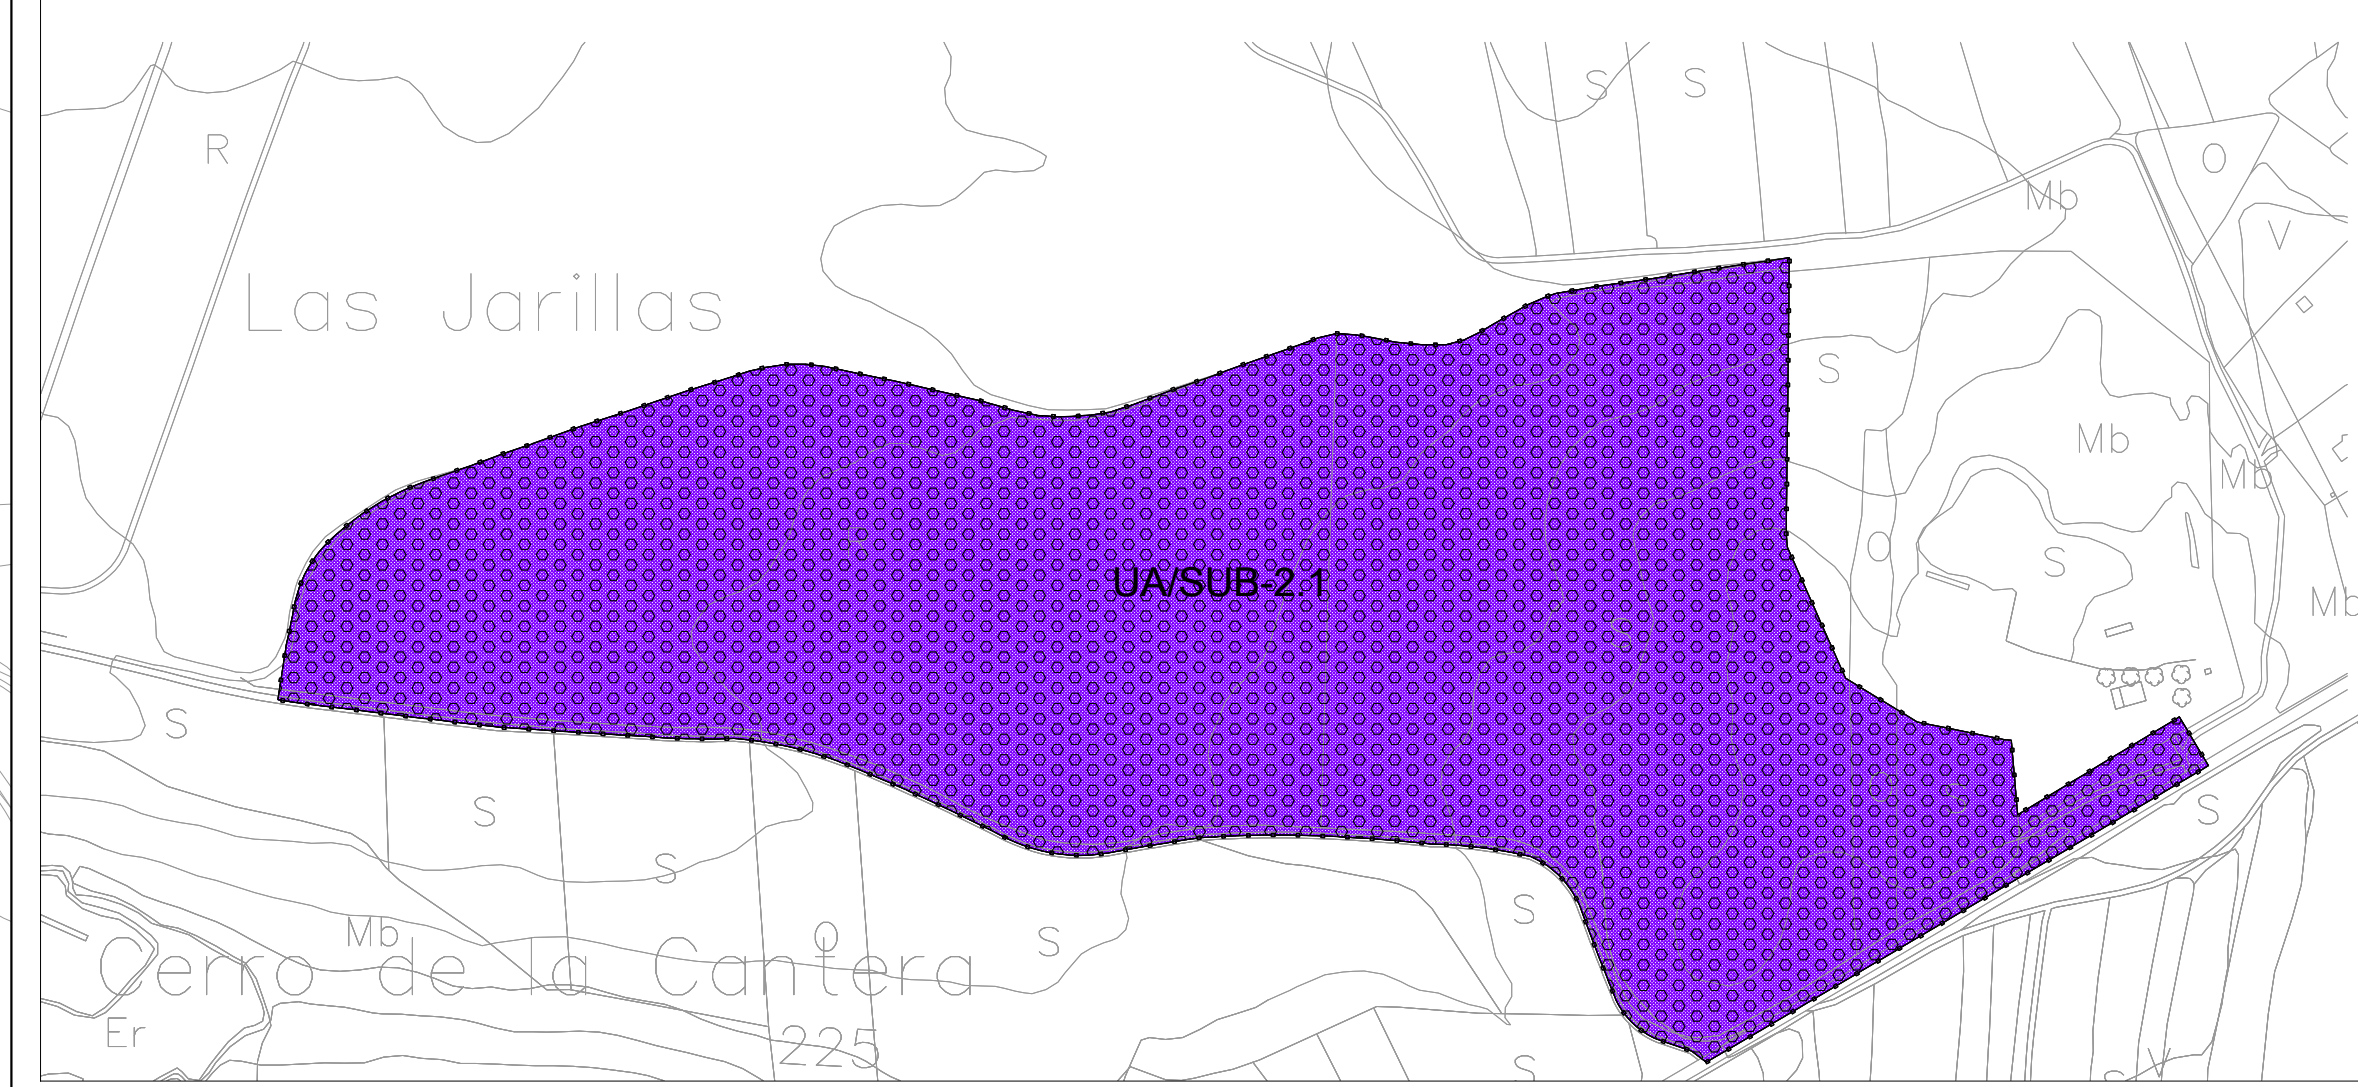 S S
R
O
Mb
V
Las Jarillas
S
Mb
Mb
O
S
UA/SUB-2.1
Mb
S
S
S
S
S
S
Mb
O
S
Cerro de la Cantera
Er
225
S
V